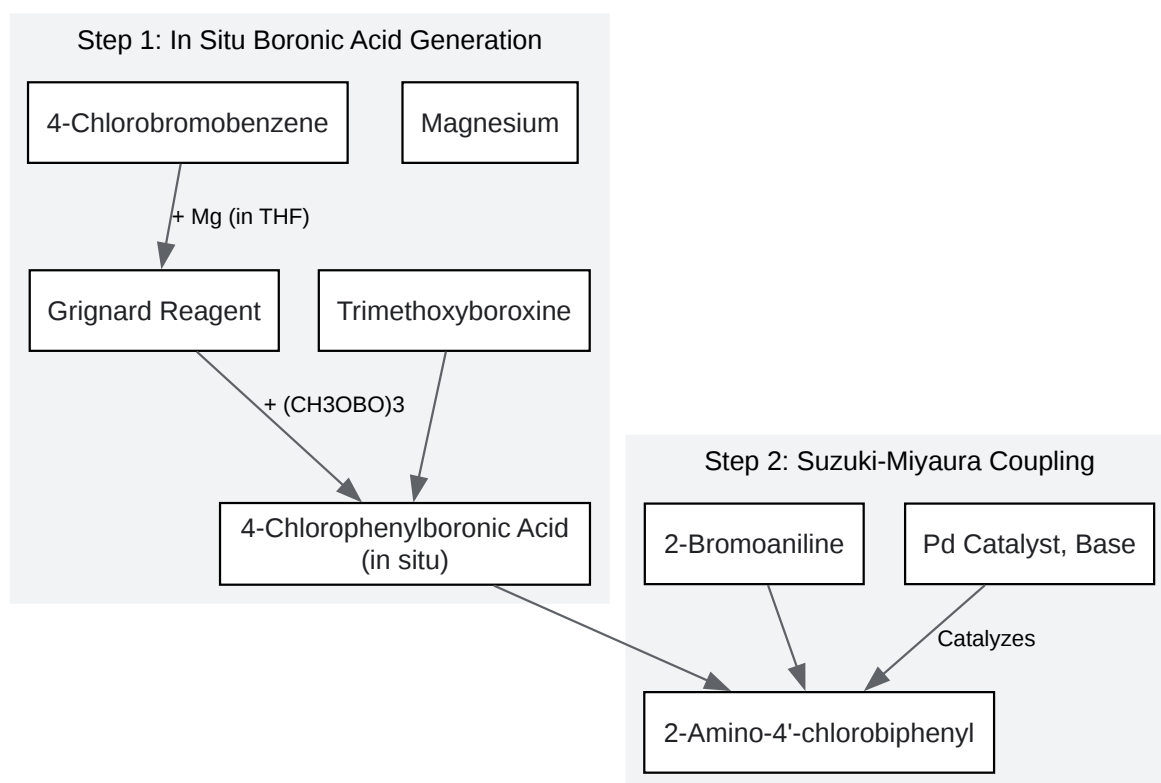 Step 1: In Situ Boronic Acid Generation
4-Chlorobromobenzene
Magnesium
+ Mg (in THF)
Grignard Reagent
Trimethoxyboroxine
+ (CH3OBO)3
4-Chlorophenylboronic Acid
(in situ)
Step 2: Suzuki-Miyaura Coupling
2-Bromoaniline
Pd Catalyst, Base
Catalyzes
2-Amino-4'-chlorobiphenyl